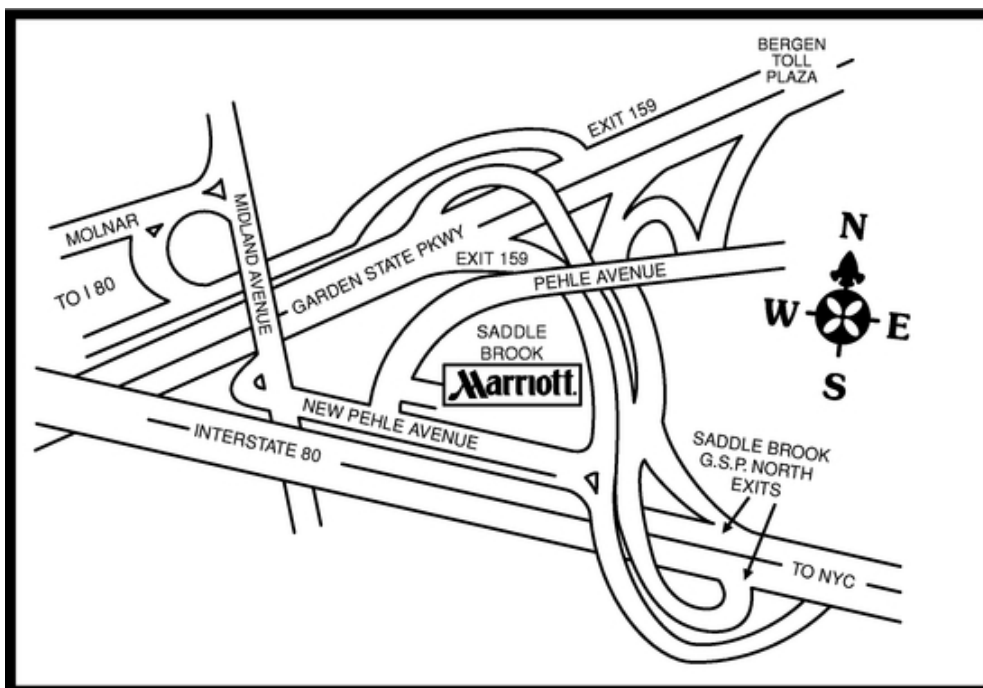 BERGEN
TOLL
PLAZA
EXIT 159
MOLNAR
MIDLAND AVENUE
TO I 80
GARDEN STATE PKWY
EXIT 159
PEHLE AVENUE
N
W
E
S
SADDLE
BROOK
Marriott
NEW PEHLE AVENUE
INTERSTATE 80
SADDLE BROOK
G.S.P. NORTH
EXITS
TO NYC